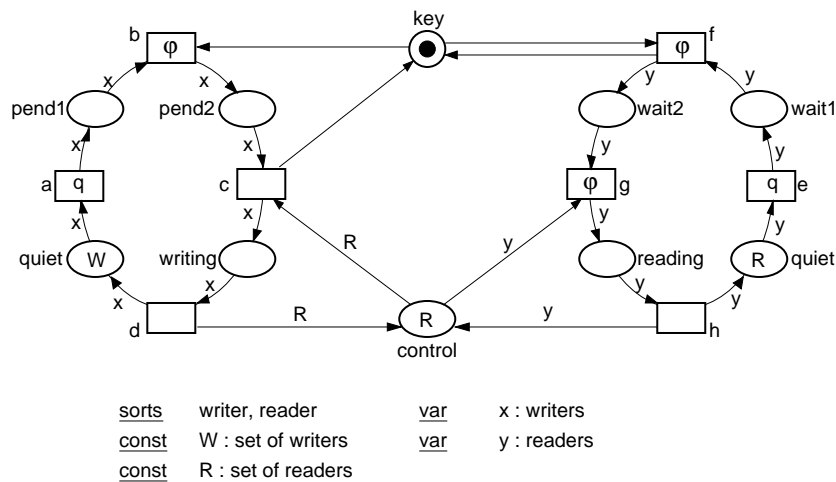 key
b φ
φ f
x x
y y
pend1 pend2
wait2 wait1
x x
y y
a q
c
φ g
q e
x x
R
y
y y
quiet W
writing
reading
R quiet
x x
y y
d
R
R
y
h
control
sorts writer, reader var x : writers
const W : set of writers var y : readers
const R : set of readers